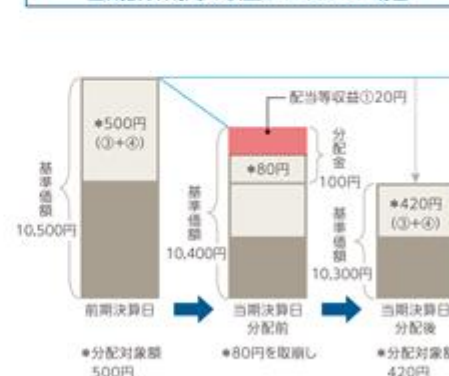 配当等収益①20円
*500円
(③+④)
分配金
100円
*80円
*420円
(③+④)
基準価額
10,500円
基準価額
10,400円
基準価額
10,300円
前期決算日
当期決算日
分配前
当期決算日
分配後
*分配対象額
500円
*80円を取崩し
*分配対象額
420円